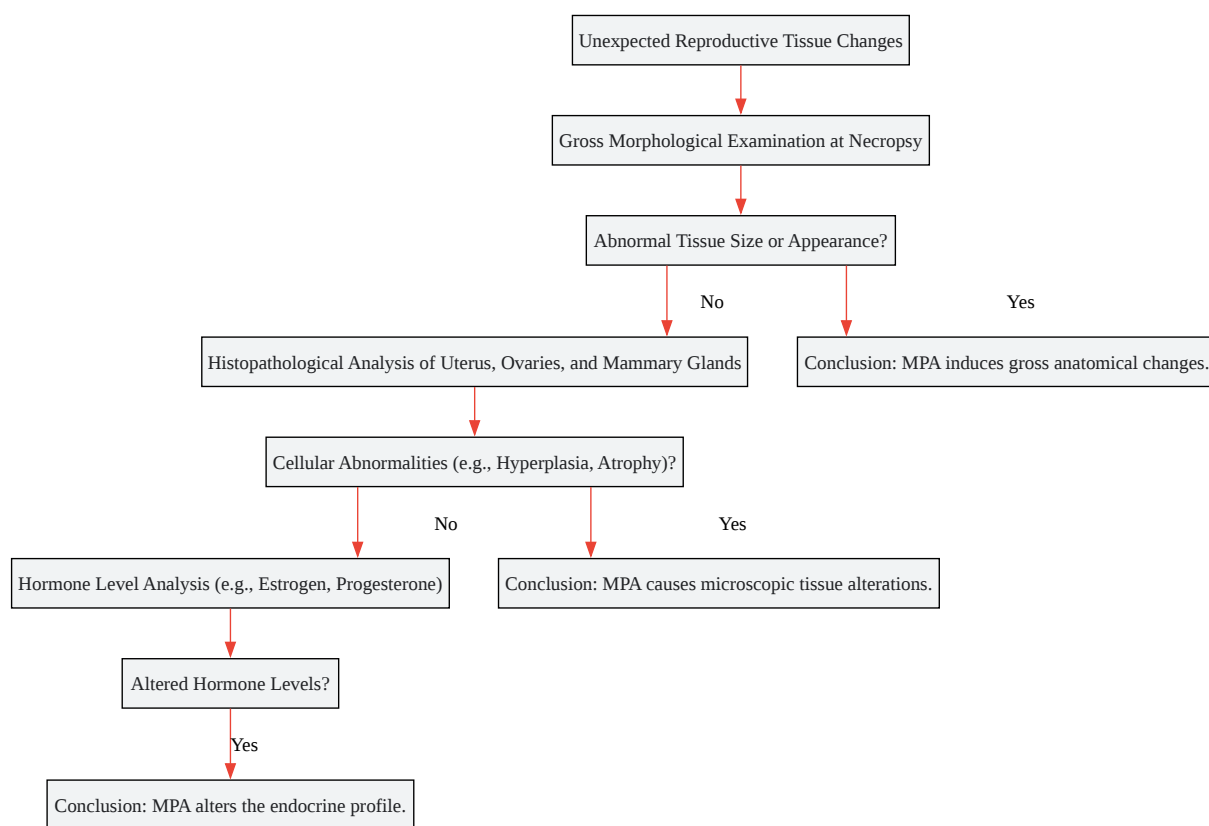 Unexpected Reproductive Tissue Changes
Gross Morphological Examination at Necropsy
Abnormal Tissue Size or Appearance?
No
Yes
Histopathological Analysis of Uterus, Ovaries, and Mammary Glands
Conclusion: MPA induces gross anatomical changes.
Cellular Abnormalities (e.g., Hyperplasia, Atrophy)?
No
Yes
Hormone Level Analysis (e.g., Estrogen, Progesterone)
Conclusion: MPA causes microscopic tissue alterations.
Altered Hormone Levels?
Yes
Conclusion: MPA alters the endocrine profile.